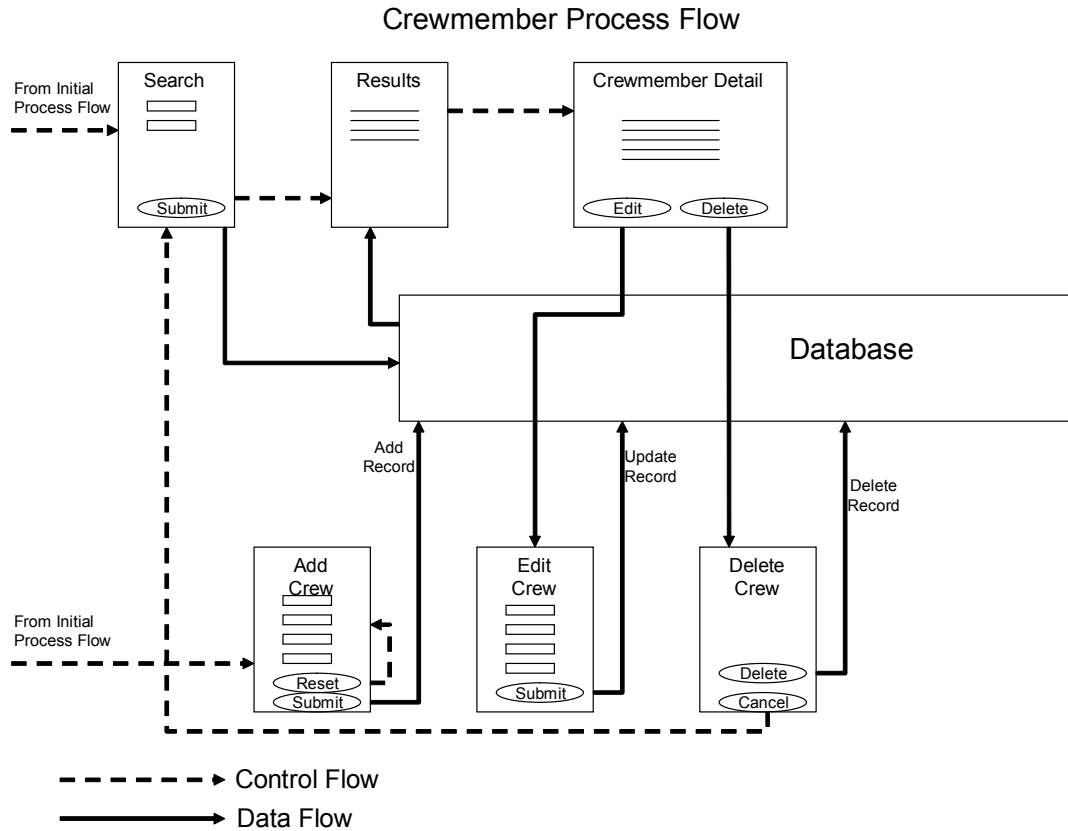 Crewmember Process Flow
From Initial
Process Flow
Search
Submit
Results
Crewmember Detail
Edit
Delete
Database
Add
Record
Update
Record
Delete
Record
From Initial
Process Flow
Add
Crew
Reset
Submit
Edit
Crew
Submit
Delete
Crew
Delete
Cancel
Control Flow
Data Flow